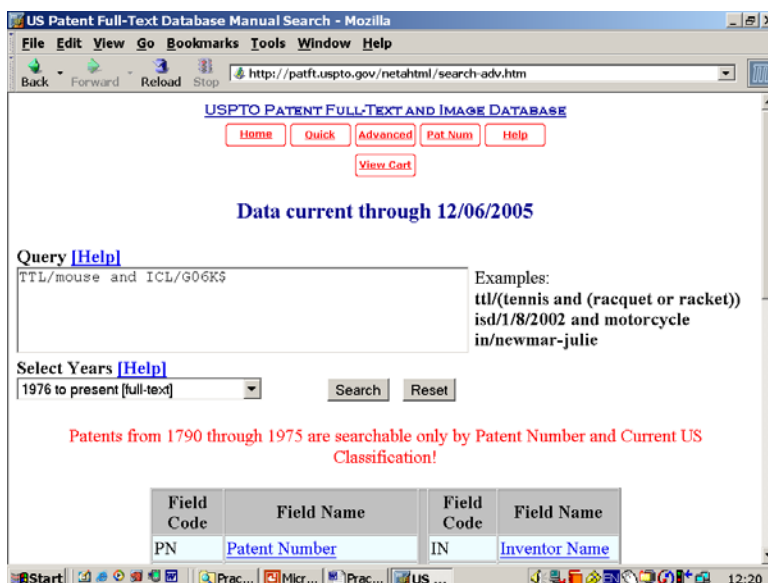 US Patent Full-Text Database Manual Search - Mozilla
File Edit View Go Bookmarks Tools Window Help
Back Forward Reload Stop http://patft.uspto.gov/netahtml/search-adv.htm
USPTO PATENT FULL-TEXT AND IMAGE DATABASE
Home Quick Advanced Pat Num Help
View Cart
Data current through 12/06/2005
Query [Help]
TTL/mouse and ICL/G06K$
Examples:
ttl/(tennis and (racquet or racket))
isd/1/8/2002 and motorcycle
in/newmar-julie
Select Years [Help]
1976 to present [full-text] Search Reset
Patents from 1790 through 1975 are searchable only by Patent Number and Current US
Classification!
Field Code Field Name Field Code Field Name
PN Patent Number IN Inventor Name
Start Prac... Micr... Prac... US ... 12:20